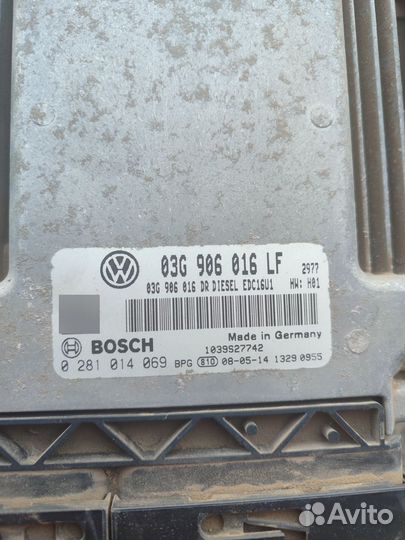 03G 906 016 LF 2977
03G 906 016 DR DIESEL EDC16U1 HW: H01
Made in Germany
BOSCH 1039S27742
0 281 014 069 BPG 810 08-05-14 1329 0955
Avito